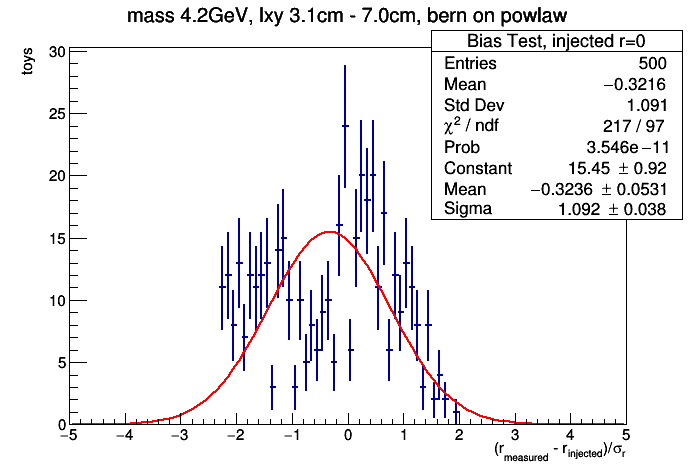 mass 4.2GeV, lxy 3.1cm - 7.0cm, bern on powlaw
Bias Test, injected r=0
Entries 500
Mean −0.3216
Std Dev 1.091
χ² / ndf 217 / 97
Prob 3.546e−11
Constant 15.45 ± 0.92
Mean −0.3236 ± 0.0531
Sigma 1.092 ± 0.038
toys
30
25
20
15
10
5
0
−5 −4 −3 −2 −1 0 1 2 3 4 5
(r_measured - r_injected)/σ_r